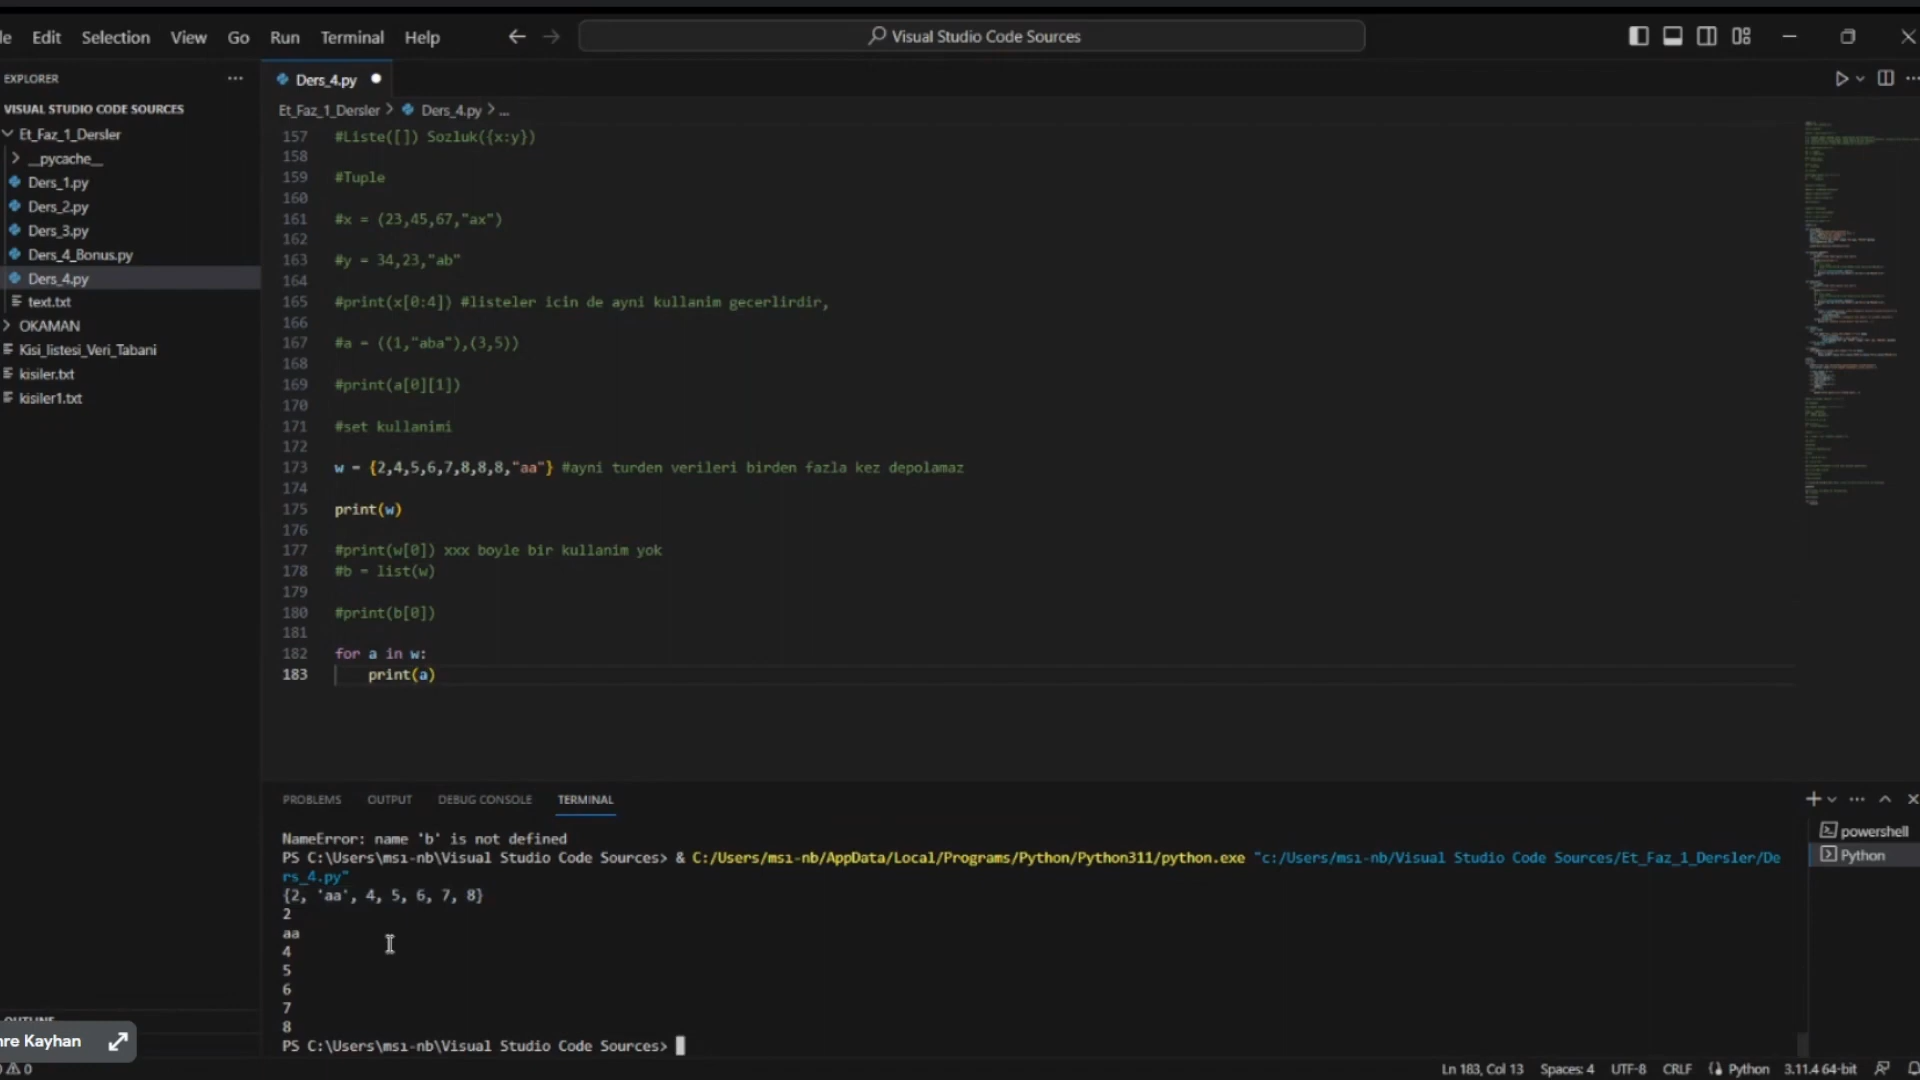 Edit Selection View Go Run Terminal Help
Visual Studio Code Sources
EXPLORER
VISUAL STUDIO CODE SOURCES
Et_Faz_1_Dersler
__pycache__
Ders_1.py
Ders_2.py
Ders_3.py
Ders_4_Bonus.py
Ders_4.py
text.txt
OKAMAN
Kisi_listesi_Veri_Tabani
kisiler.txt
kisiler1.txt
Ders_4.py
Et_Faz_1_Dersler > Ders_4.py > ...
157 #Liste([]) Sozluk({x:y})
158
159 #Tuple
160
161 #x = (23,45,67,"ax")
162
163 #y = 34,23,"ab"
164
165 #print(x[0:4]) #listeler icin de ayni kullanim gecerlirdir,
166
167 #a = ((1,"aba"),(3,5))
168
169 #print(a[0][1])
170
171 #set kullanimi
172
173 w = {2,4,5,6,7,8,8,8,"aa"} #ayni turden verileri birden fazla kez depolamaz
174
175 print(w)
176
177 #print(w[0]) xxx boyle bir kullanim yok
178 #b = list(w)
179
180 #print(b[0])
181
182 for a in w:
183 print(a)
PROBLEMS OUTPUT DEBUG CONSOLE TERMINAL
powershell
Python
NameError: name 'b' is not defined
PS C:\Users\msı-nb\Visual Studio Code Sources> & C:/Users/msı-nb/AppData/Local/Programs/Python/Python311/python.exe "c:/Users/msı-nb/Visual Studio Code Sources/Et_Faz_1_Dersler/De
rs_4.py"
{2, 'aa', 4, 5, 6, 7, 8}
2
aa
4
5
6
7
8
PS C:\Users\msı-nb\Visual Studio Code Sources>
Kayhan
0
Ln 183, Col 13 Spaces: 4 UTF-8 CRLF Python 3.11.4 64-bit